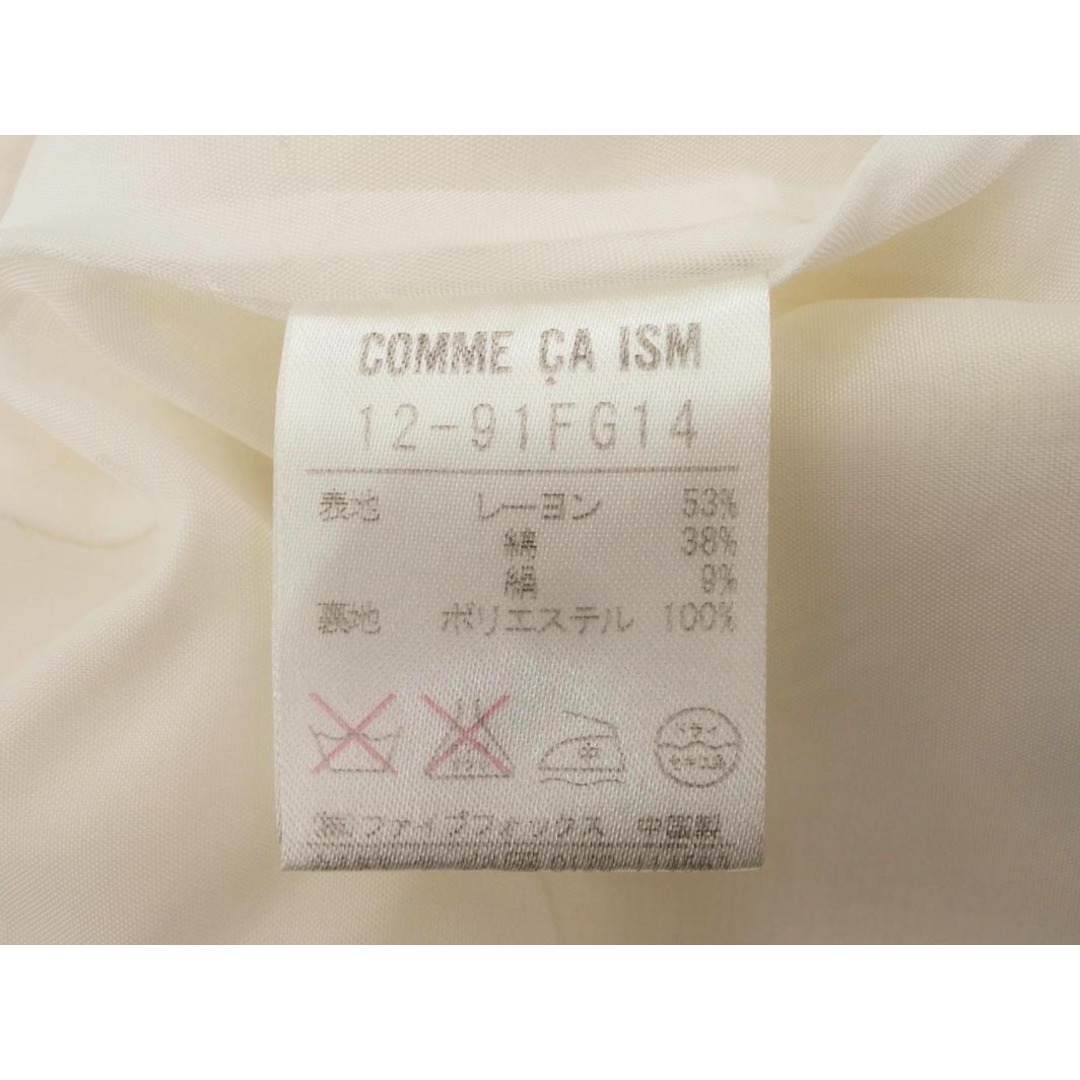 COMME ÇA ISM
12-91FG14
表地 レーヨン 53%
綿 38%
絹 9%
裏地 ポリエステル 100%
中
ドライ
セキユ系
㈱ファイブフォックス 中国製